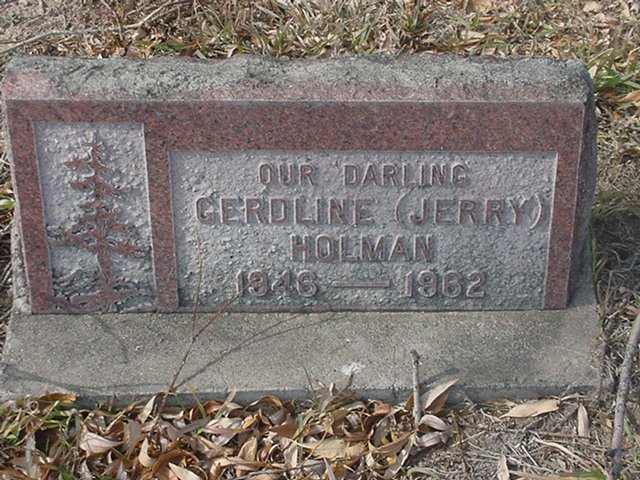 OUR DARLING
GERDLINE (JERRY)
HOLMAN
1946 — 1962